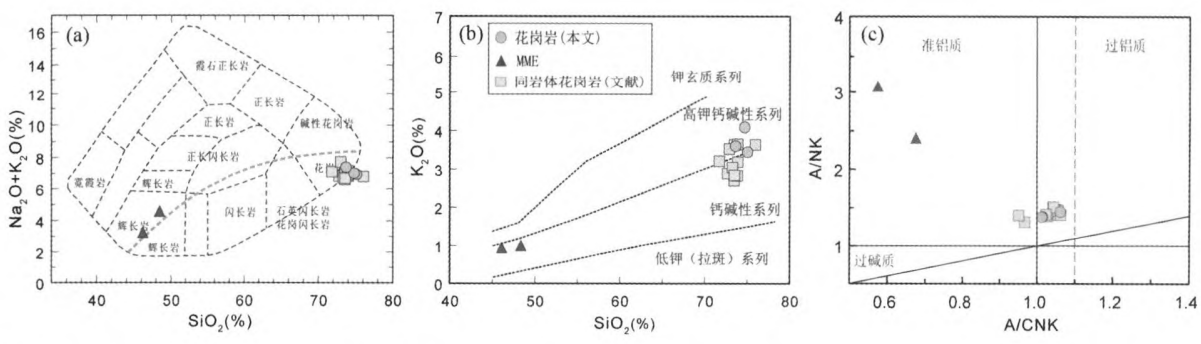 (a)
16
14
12
10
8
6
4
2
0
Na₂O+K₂O(%)
霞石正长岩
正长岩
正长岩
碱性花岗岩
正长闪长岩
花岗
霓霞岩
辉长岩
辉长岩
辉长岩
闪长岩
石英闪长岩
花岗闪长岩
40
50
60
70
80
SiO₂(%)
(b)
7
6
5
4
3
2
1
0
K₂O(%)
花岗岩(本文)
MME
同岩体花岗岩(文献)
钾玄质系列
高钾钙碱性系列
钙碱性系列
低钾(拉斑)系列
40
50
60
70
80
SiO₂(%)
(c)
4
3
2
1
A/NK
准铝质
过铝质
过碱质
0.6
0.8
1.0
1.2
1.4
A/CNK